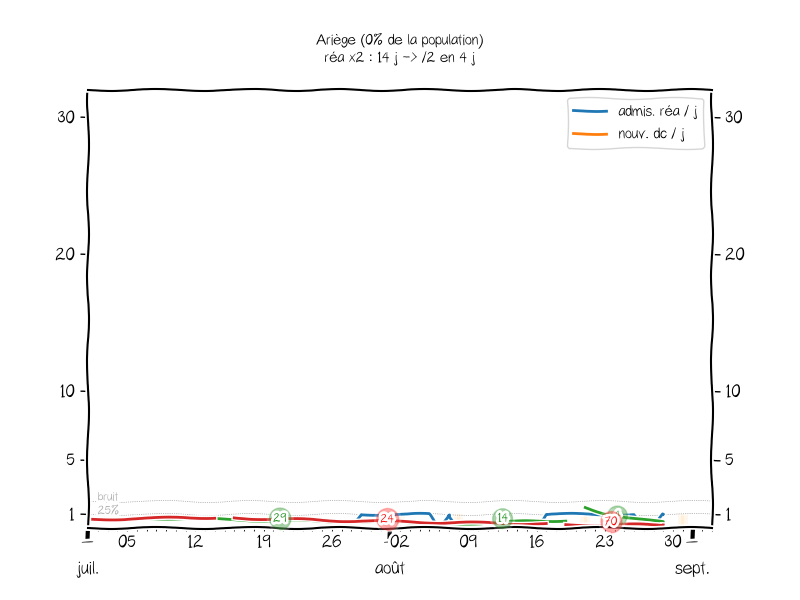 Ariège (0% de la population)
réa x2 : 14 j -> /2 en 4 j
admis. réa / j
nouv. dc / j
30 30
20 20
10 10
5 5
bruit
25%
1 1
29 24 14 70
05 12 19 26 02 09 16 23 30
juil. août sept.